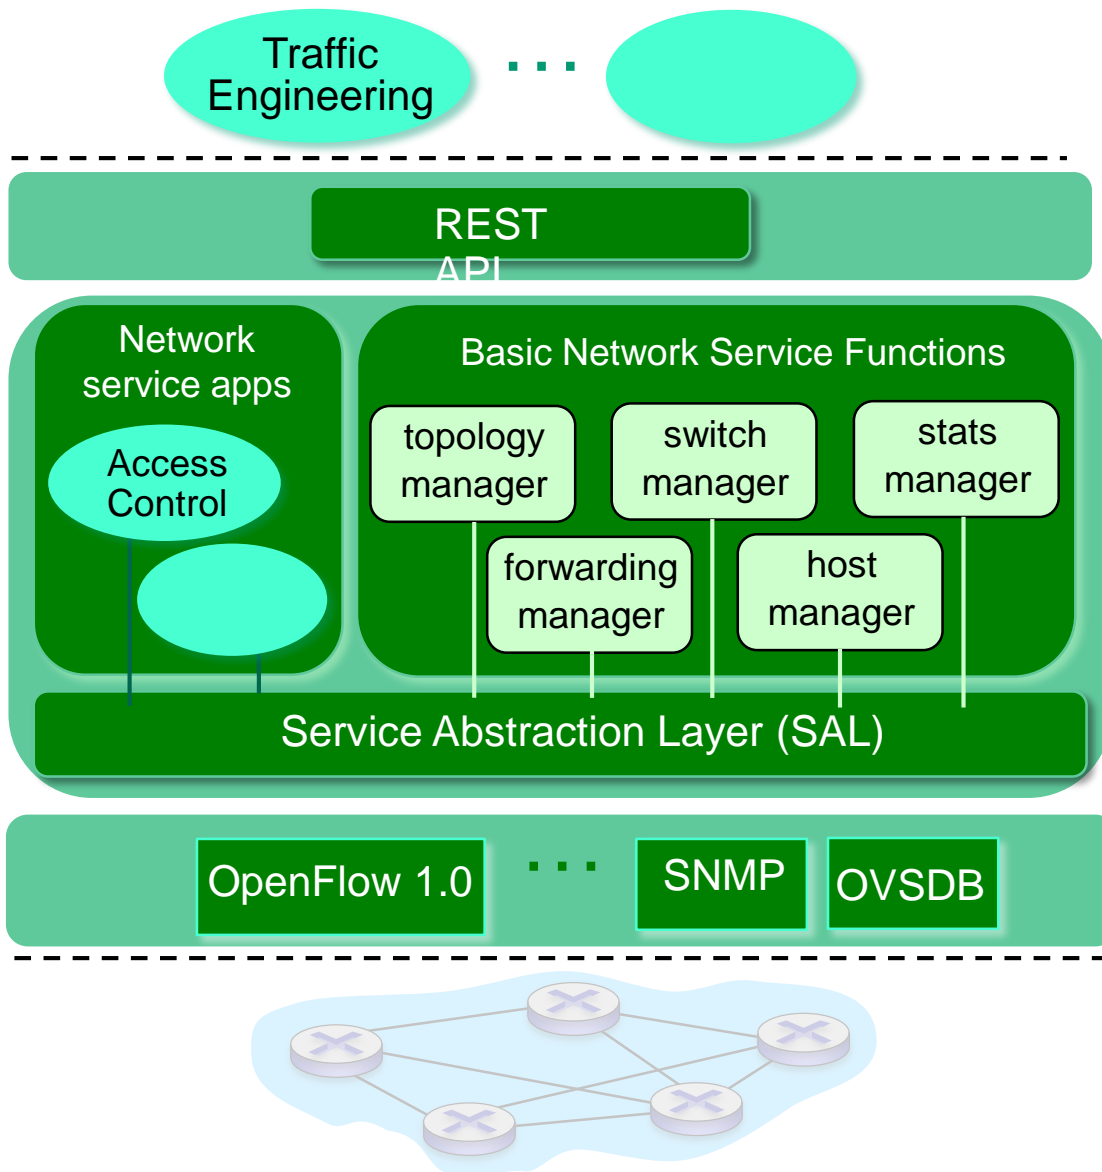 Traffic
Engineering
REST
API
Network
service apps
Basic Network Service Functions
topology
manager
switch
manager
stats
manager
Access
Control
forwarding
manager
host
manager
Service Abstraction Layer (SAL)
OpenFlow 1.0
SNMP
OVSDB